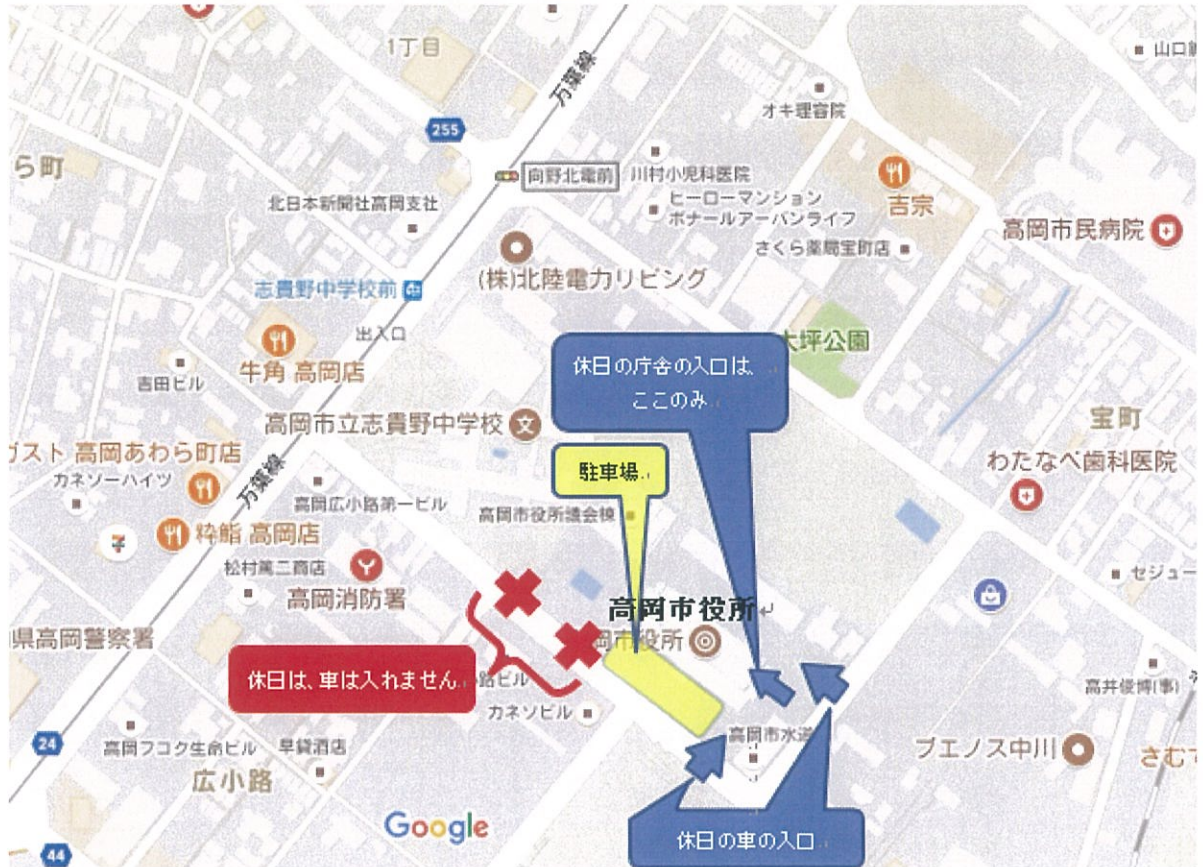 1丁目
万葉線
山口
オキ理容院
255
ら町
向野北電前
川村小児科医院
ヒーローマンション
ボナールアーバンライフ
吉宗
北日本新聞社高岡支社
さくら薬局宝町店
高岡市民病院
(株)北陸電力リビング
志貴野中学校前
出入口
大坪公園
休日の庁舎の入口は、
ここのみ
牛角 高岡店
吉田ビル
高岡市立志貴野中学校
宝町
駐車場
ガスト 高岡あわら町店
カネソーハイツ
万葉線
わたなべ歯科医院
高岡広小路第一ビル
高岡市役所議会棟
粋鮨 高岡店
松村萬二商店
高岡消防署
セジュー
高岡市役所
岡市役所
県高岡警察署
休日は、車は入れません
路ビル
カネソビル
高井俊博(事)
24
高岡フコク生命ビル
早貸酒店
高岡市水道
ブエノス中川
さむ
広小路
Google
休日の車の入口
44